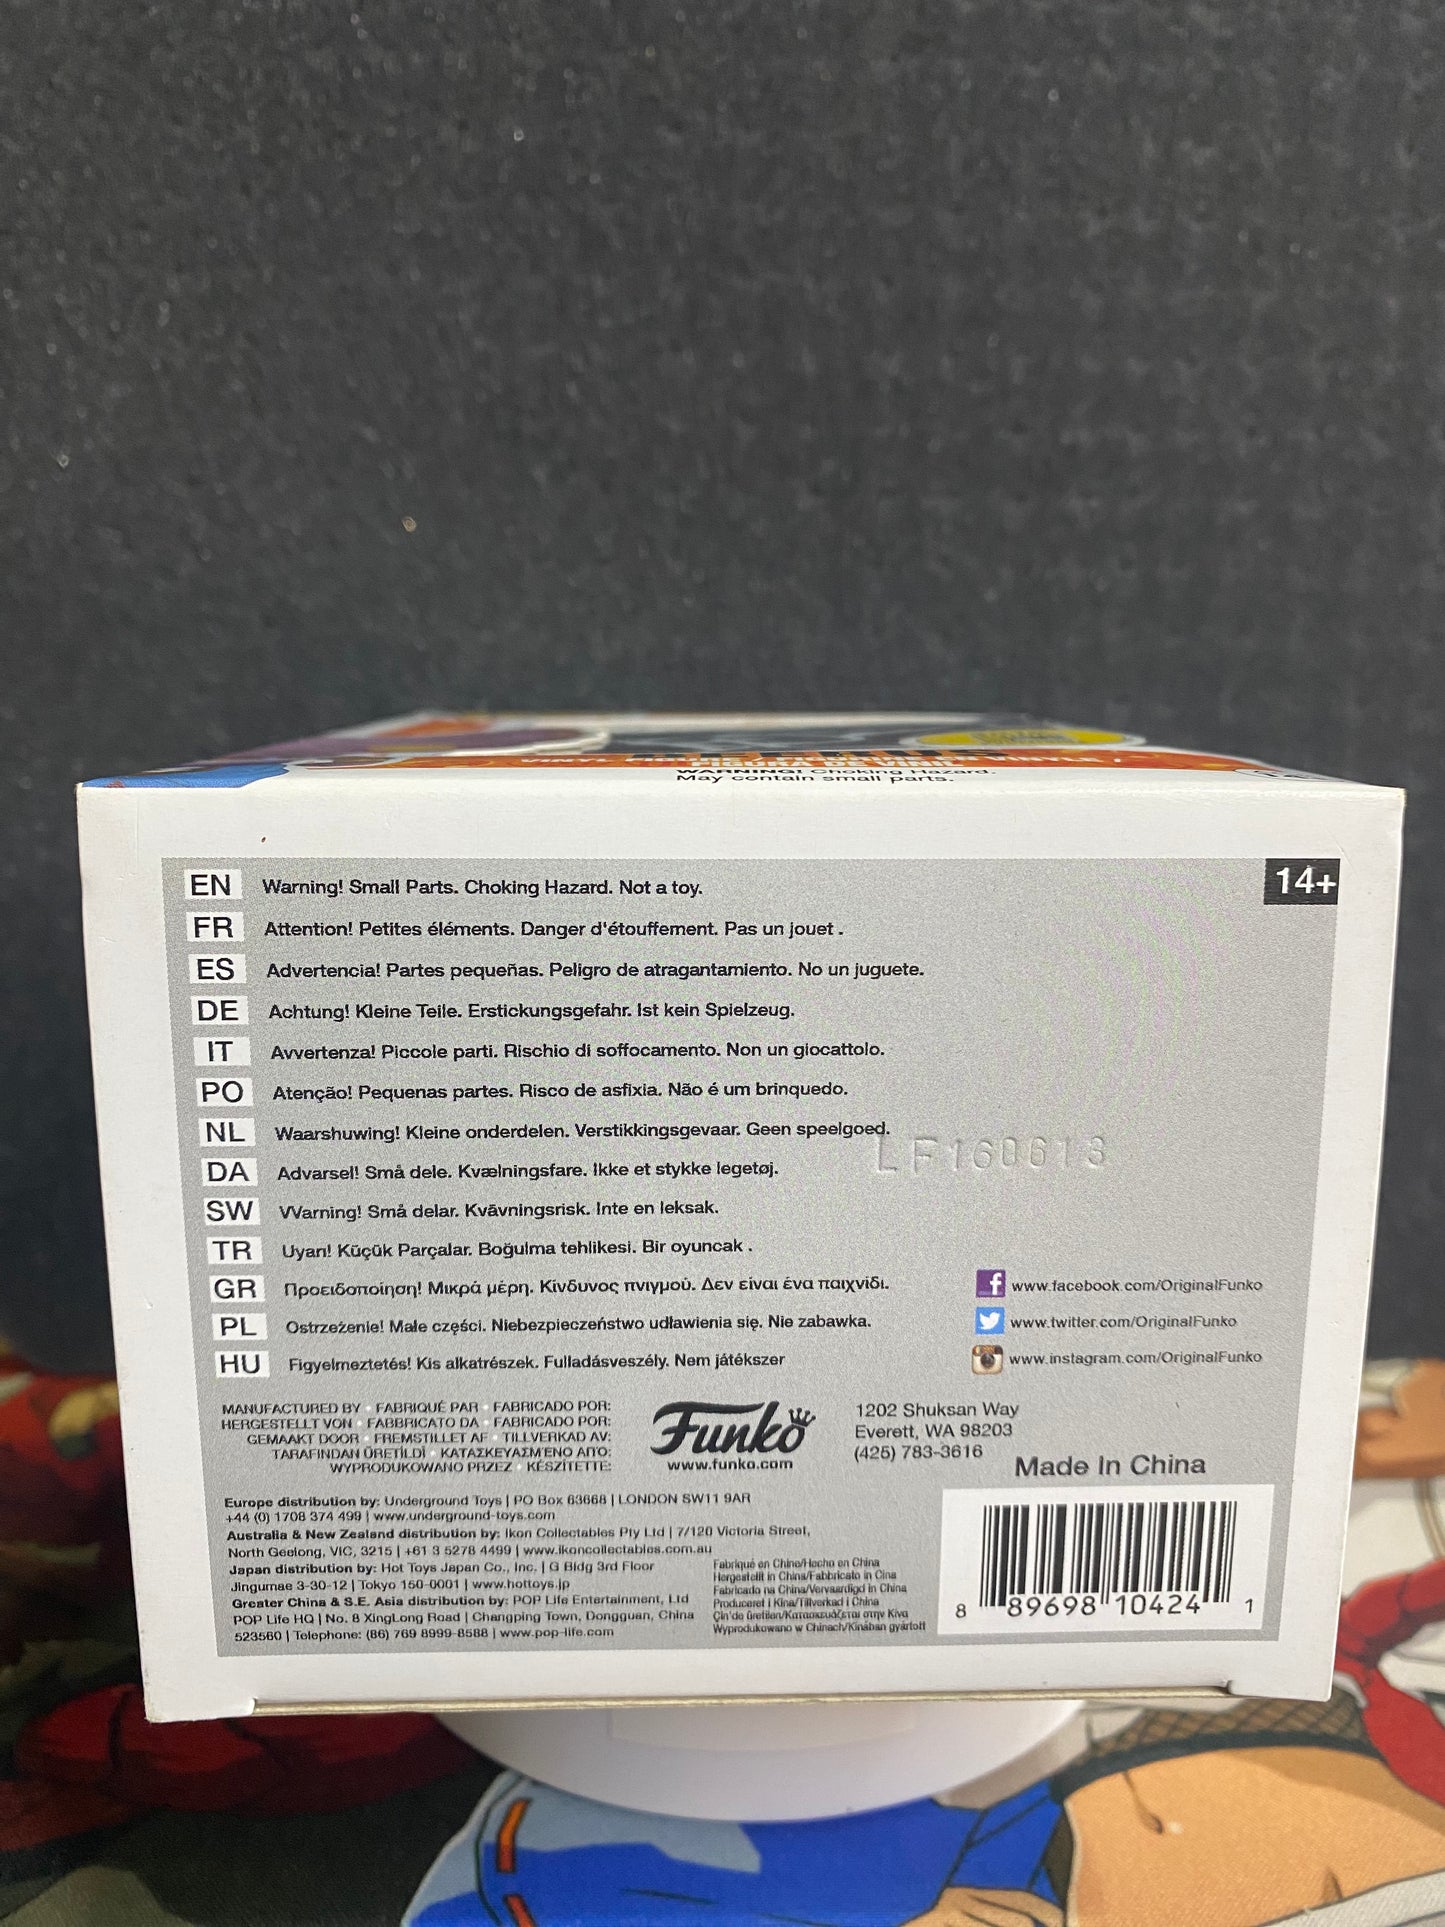 VINYL
FIGURA DE VINIL
WARNING: Choking Hazard.
May contain small parts.
14+
EN Warning! Small Parts. Choking Hazard. Not a toy.
FR Attention! Petites éléments. Danger d'étouffement. Pas un jouet .
ES Advertencia! Partes pequeñas. Peligro de atragantamiento. No un juguete.
DE Achtung! Kleine Teile. Erstickungsgefahr. Ist kein Spielzeug.
IT Avvertenza! Piccole parti. Rischio di soffocamento. Non un giocattolo.
PO Atenção! Pequenas partes. Risco de asfixia. Não é um brinquedo.
NL Waarshuwing! Kleine onderdelen. Verstikkingsgevaar. Geen speelgoed.
LF160613
DA Advarsel! Små dele. Kvælningsfare. Ikke et stykke legetøj.
SW Warning! Små delar. Kvävningsrisk. Inte en leksak.
TR Uyarı! Küçük Parçalar. Boğulma tehlikesi. Bir oyuncak .
GR Προειδοποίηση! Μικρά μέρη. Κίνδυνος πνιγμού. Δεν είναι ένα παιχνίδι.
PL Ostrzeżenie! Małe części. Niebezpieczeństwo udławienia się. Nie zabawka.
HU Figyelmeztetés! Kis alkatrészek. Fulladásveszély. Nem játékszer
www.facebook.com/OriginalFunko
www.twitter.com/OriginalFunko
www.instagram.com/OriginalFunko
MANUFACTURED BY • FABRIQUÉ PAR • FABRICADO POR:
HERGESTELLT VON • FABBRICATO DA • FABRICADO POR:
GEMAAKT DOOR • FREMSTILLET AF • TILLVERKAD AV:
TARAFINDAN ÜRETİLDİ • ΚΑΤΑΣΚΕΥΑΣΜΕΝΟ ΑΠΟ:
WYPRODUKOWANO PRZEZ • KÉSZÍTETTE:
Funko
www.funko.com
1202 Shuksan Way
Everett, WA 98203
(425) 783-3616
Made In China
Europe distribution by: Underground Toys | PO Box 63668 | LONDON SW11 9AR
+44 (0) 1708 374 499 | www.underground-toys.com
Australia & New Zealand distribution by: Ikon Collectables Pty Ltd | 7/120 Victoria Street,
North Geelong, VIC, 3215 | +61 3 5278 4499 | www.ikoncollectables.com.au
Japan distribution by: Hot Toys Japan Co., Inc. | G Bldg 3rd Floor
Jingumae 3-30-12 | Tokyo 150-0001 | www.hottoys.jp
Greater China & S.E. Asia distribution by: POP Life Entertainment, Ltd
POP Life HQ | No. 8 XingLong Road | Changping Town, Dongguan, China
523560 | Telephone: (86) 769 8999-8588 | www.pop-life.com
Fabriqué en Chine/Hecho en China
Hergestellt in China/Fabbricato in Cina
Fabricado na China/Vervaardigd in China
Produceret i Kina/Tillverkad i China
Çin'de üretilen/Κατασκευάζεται στην Κίνα
Wyprodukowano w Chinach/Kínában gyártott
8 89698 10424 1